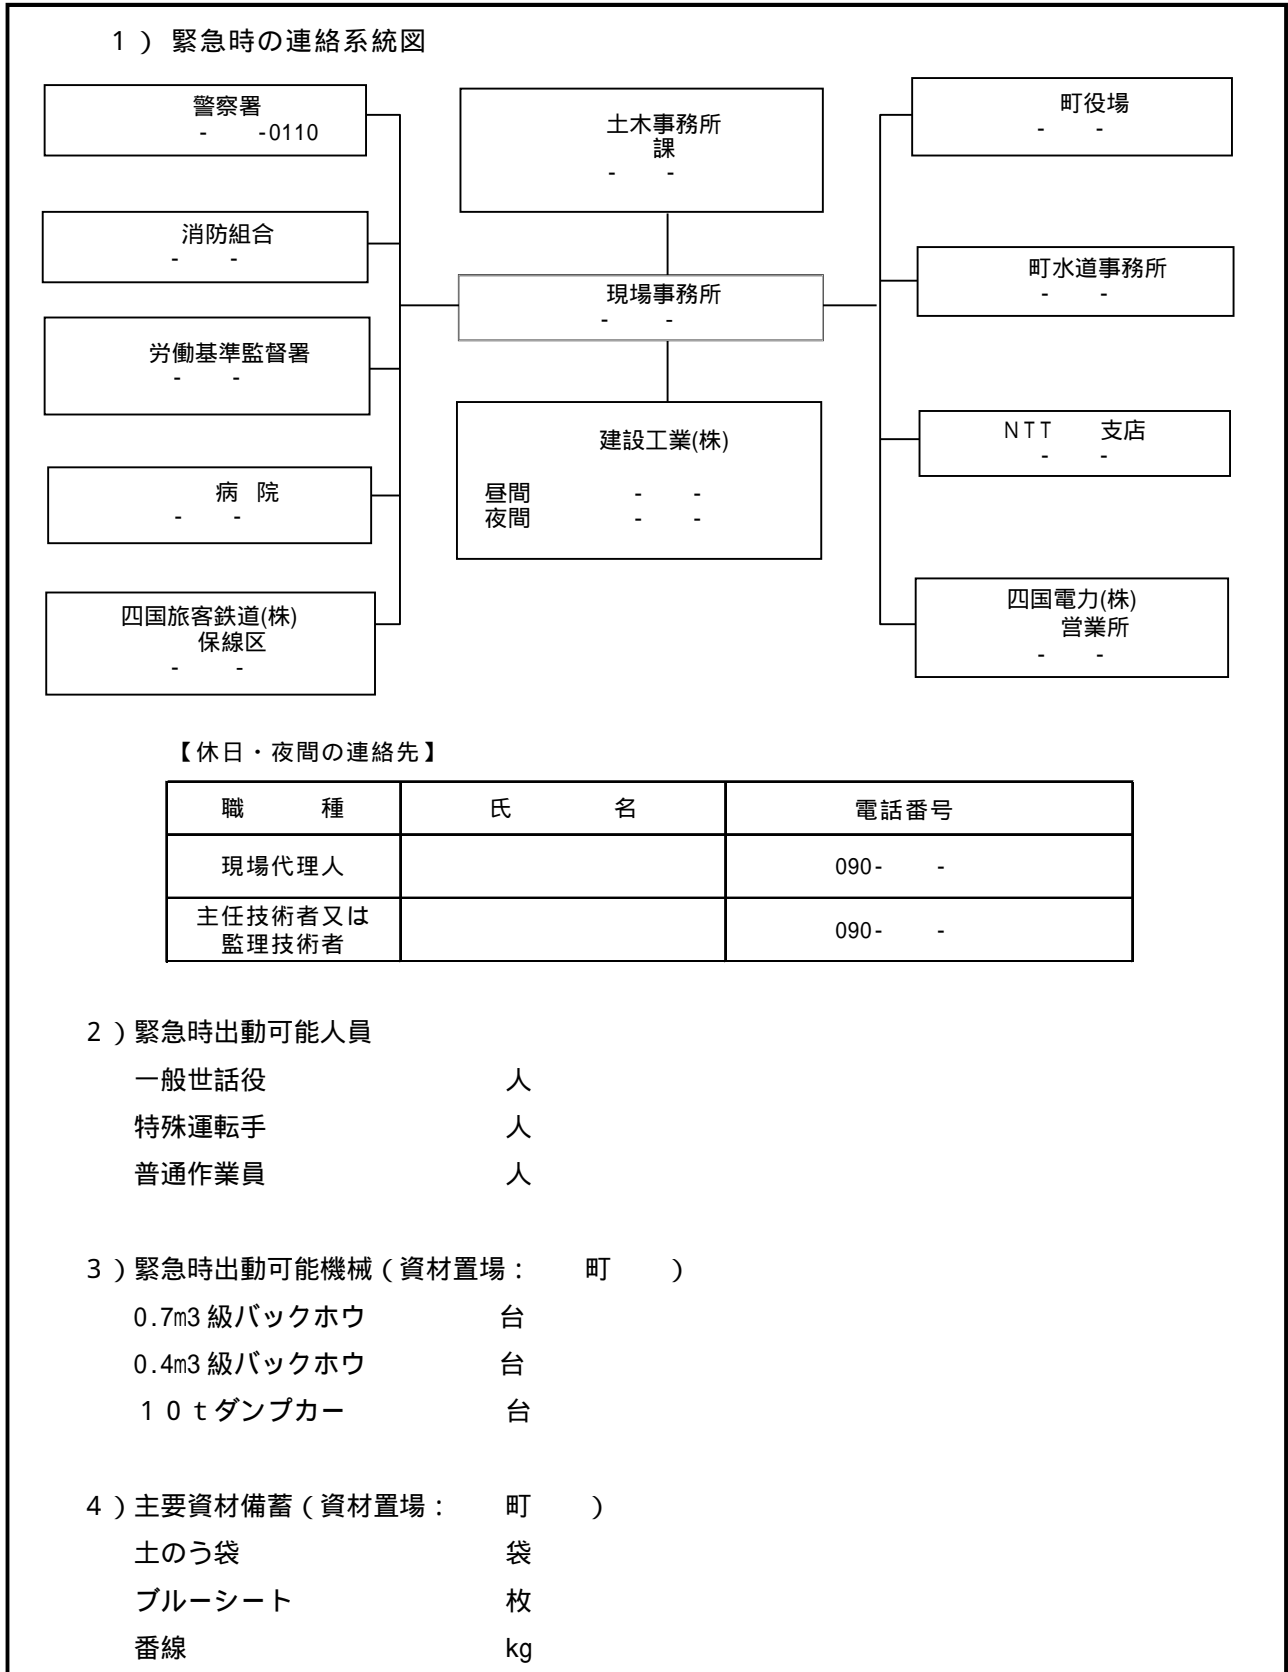 1） 緊急時の連絡系統図
警察署
-　-0110
消防組合
-　-
労働基準監督署
-　-
病 院
-　-
四国旅客鉄道(株)
保線区
-　-
土木事務所
課
-　-
現場事務所
-　-
建設工業(株)
昼間　-　-
夜間　-　-
町役場
-　-
町水道事務所
-　-
NTT　支店
-　-
四国電力(株)
営業所
-　-
【休日・夜間の連絡先】
職　種　氏　名　電話番号
現場代理人　090-　-
主任技術者又は
監理技術者　090-　-
2）緊急時出動可能人員
一般世話役　人
特殊運転手　人
普通作業員　人
3）緊急時出動可能機械（資材置場：　町　）
0.7m3級バックホウ　台
0.4m3級バックホウ　台
１０ｔダンプカー　台
4）主要資材備蓄（資材置場：　町　）
土のう袋　袋
ブルーシート　枚
番線　kg